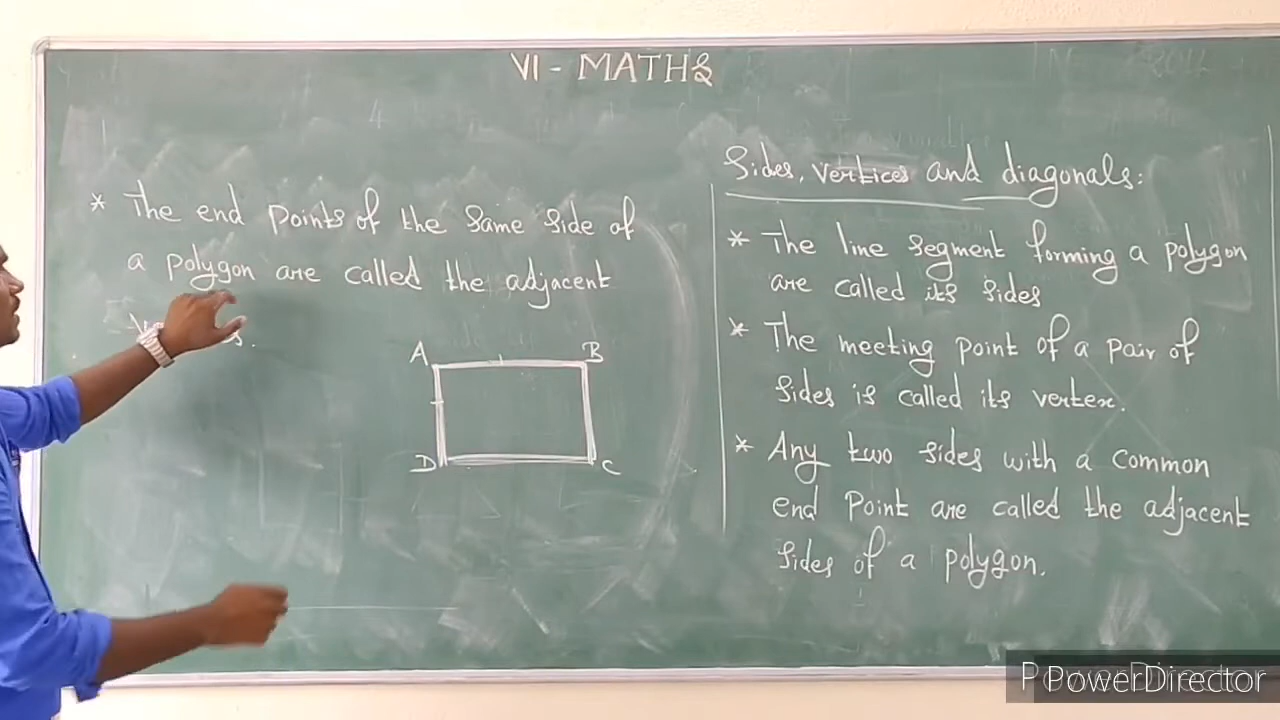 VI - MATHS
* The end points of the same side of
a polygon are called the adjacent
A B
D C
Sides, vertices and diagonals:
* The line segment forming a polygon
are called its sides
* The meeting point of a pair of
sides is called its vertex.
* Any two sides with a common
end point are called the adjacent
sides of a polygon.
PowerDirector